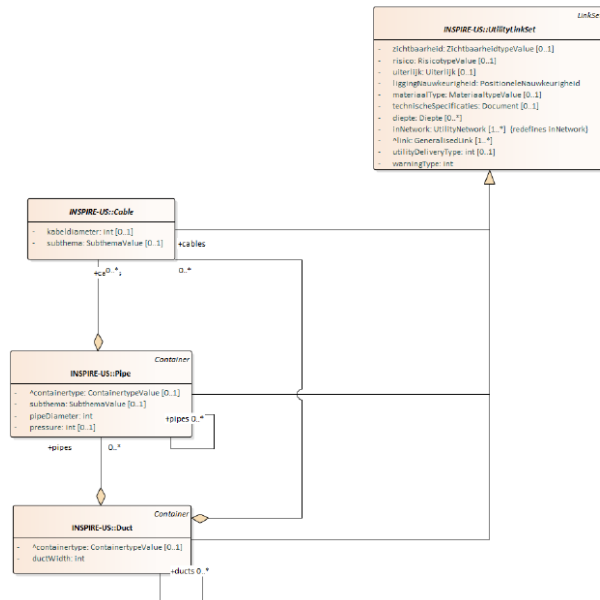 LinkSet
INSPIRE-US::UtilityLinkSet
- zichtbaarheid: ZichtbaarheidtypeValue [0..1]
- risico: RisicotypeValue [0..1]
- uiterlijk: Uiterlijk [0..1]
- liggingNauwkeurigheid: PositioneleNauwkeurigheid
- materiaalType: MateriaaltypeValue [0..1]
- technischeSpecificaties: Document [0..1]
- diepte: Diepte [0..*]
- inNetwork: UtilityNetwork [1..*] {redefines inNetwork}
- ^link: GeneralisedLink [1..*]
- utilityDeliveryType: int [0..1]
- warningType: int
INSPIRE-US::Cable
- kabeldiameter: int [0..1]
- subthema: SubthemaValue [0..1]
+cables
0..*
0..*
Container
INSPIRE-US::Pipe
- ^containertype: ContainertypeValue [0..1]
- subthema: SubthemaValue [0..1]
- pipeDiameter: int
- pressure: int [0..1]
+pipes 0..*
+pipes 0..*
Container
INSPIRE-US::Duct
- ^containertype: ContainertypeValue [0..1]
- ductWidth: int
+ducts 0..*